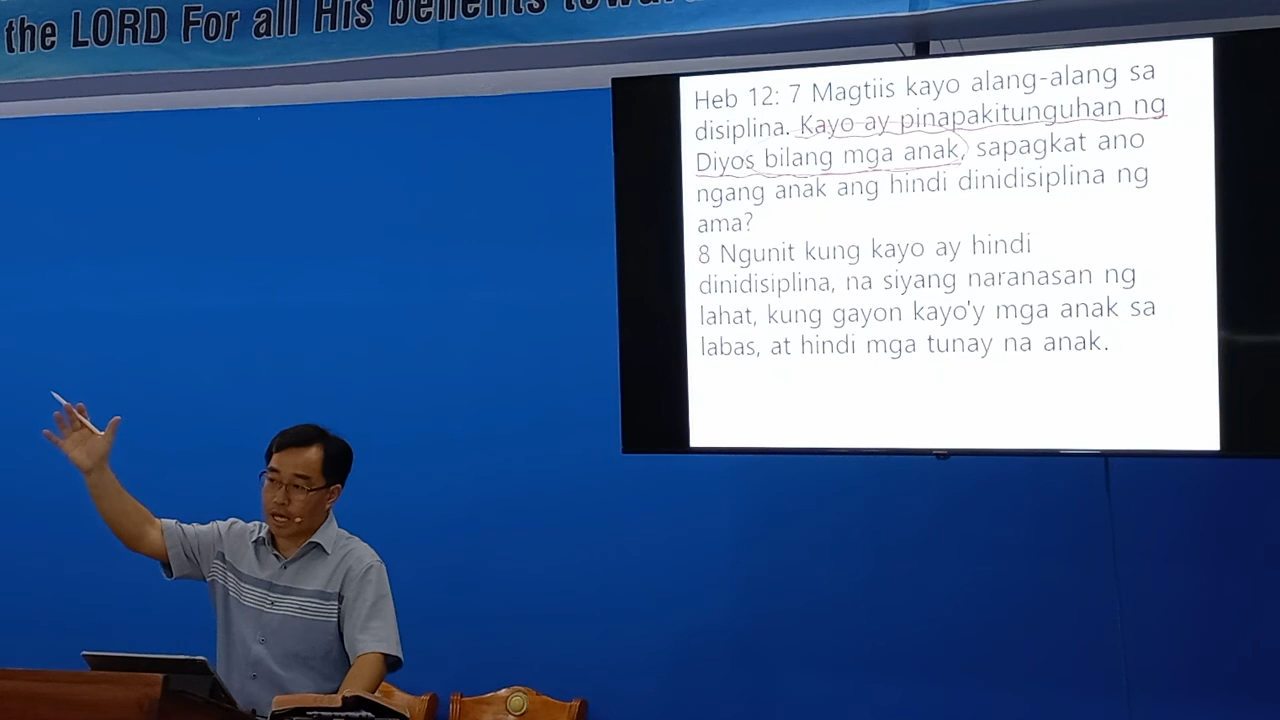 the LORD For all His benefits
Heb 12: 7 Magtiis kayo alang-alang sa
disiplina. Kayo ay pinapakitunguhan ng
Diyos bilang mga anak, sapagkat ano
ngang anak ang hindi dinidisiplina ng
ama?
8 Ngunit kung kayo ay hindi
dinidisiplina, na siyang naranasan ng
lahat, kung gayon kayo'y mga anak sa
labas, at hindi mga tunay na anak.